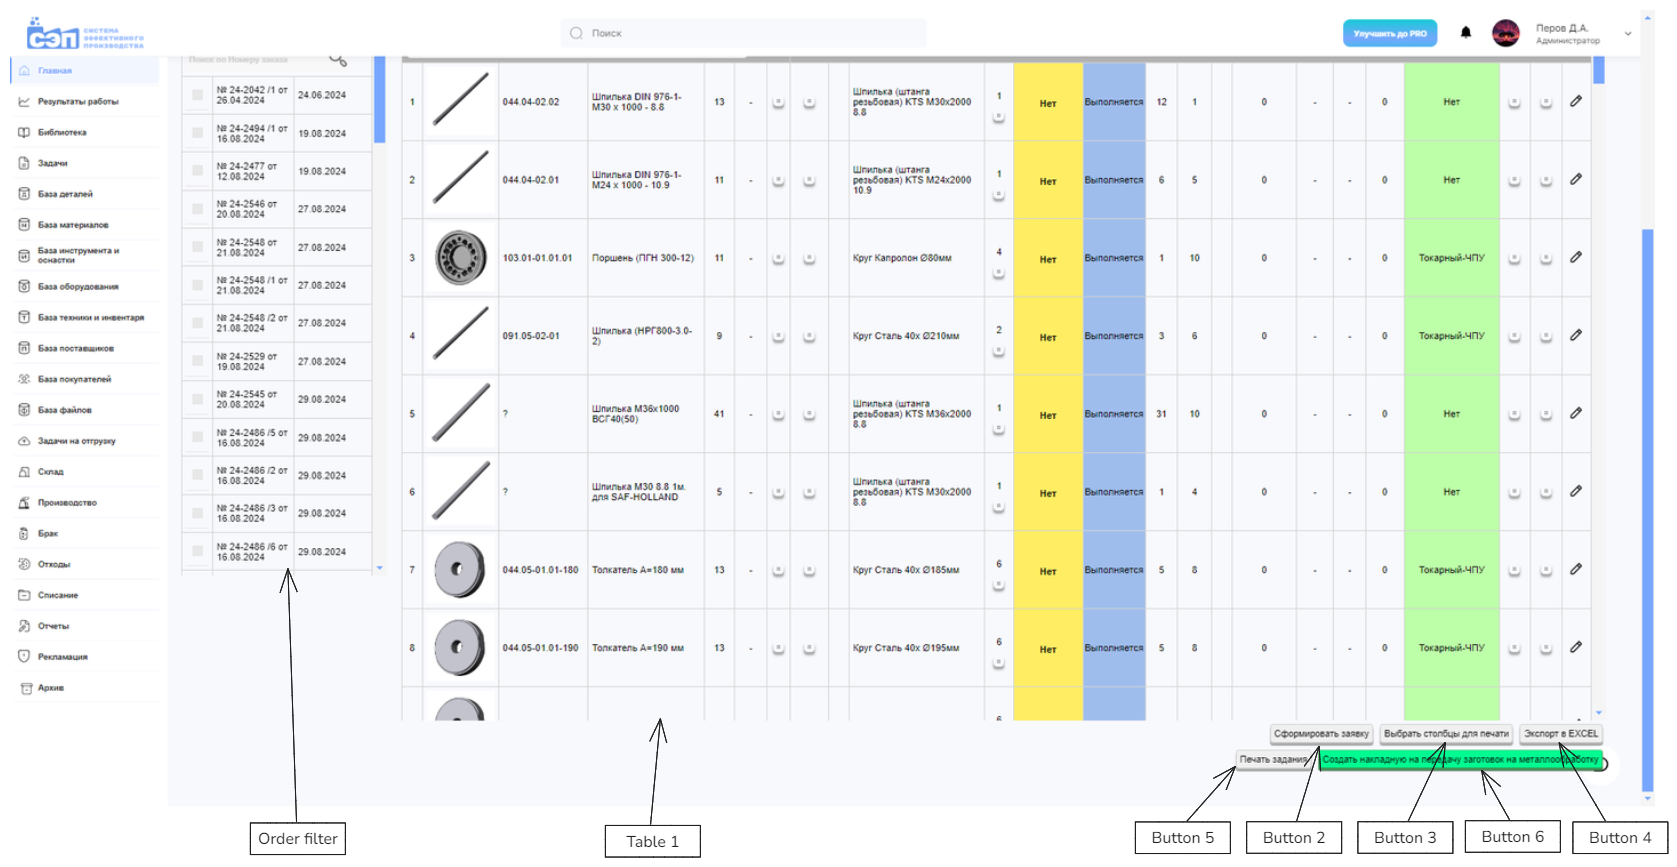 СЭП
СИСТЕМА
ЭФФЕКТИВНОГО
ПРОИЗВОДСТВА
Поиск
Улучшить до PRO
Перов Д.А.
Администратор
Главная
Результаты работы
Библиотека
Задачи
База деталей
База материалов
База инструмента и
оснастки
База оборудования
База техники и инвентаря
База поставщиков
База покупателей
База файлов
Задачи на отгрузку
Склад
Производство
Брак
Отходы
Списание
Отчеты
Рекламация
Архив
Поиск по Номеру заказа
№ 24-2042 /1 от
26.04.2024
24.06.2024
№ 24-2494 /1 от
16.08.2024
19.08.2024
№ 24-2477 от
12.08.2024
19.08.2024
№ 24-2546 от
20.08.2024
27.08.2024
№ 24-2548 от
21.08.2024
27.08.2024
№ 24-2548 /1 от
21.08.2024
27.08.2024
№ 24-2548 /2 от
21.08.2024
27.08.2024
№ 24-2529 от
19.08.2024
27.08.2024
№ 24-2545 от
20.08.2024
29.08.2024
№ 24-2486 /5 от
16.08.2024
29.08.2024
№ 24-2486 /2 от
16.08.2024
29.08.2024
№ 24-2486 /3 от
16.08.2024
29.08.2024
№ 24-2486 /6 от
16.08.2024
29.08.2024
1 044.04-02.02 Шпилька DIN 976-1- 13 - Шпилька (штанга 1 Нет Выполняется 12 1 0 - - 0 Нет
М30 х 1000 - 8.8 резьбовая) KTS М30х2000
8.8
2 044.04-02.01 Шпилька DIN 976-1- 11 - Шпилька (штанга 1 Нет Выполняется 6 5 0 - - 0 Нет
М24 х 1000 - 10.9 резьбовая) KTS М24х2000
10.9
3 103.01-01.01.01 Поршень (ПГН 300-12) 11 - Круг Капролон Ø80мм 4 Нет Выполняется 1 10 0 - - 0 Токарный-ЧПУ
4 091.05-02-01 Шпилька (НРГ800-3.0- 9 - Круг Сталь 40х Ø210мм 2 Нет Выполняется 3 6 0 - - 0 Токарный-ЧПУ
2)
5 ? Шпилька М36х1000 41 - Шпилька (штанга 1 Нет Выполняется 31 10 0 - - 0 Нет
ВСГ40(50) резьбовая) KTS М36х2000
8.8
6 ? Шпилька М30 8.8 1м. 5 - Шпилька (штанга 1 Нет Выполняется 1 4 0 - - 0 Нет
для SAF-HOLLAND резьбовая) KTS М30х2000
8.8
7 044.05-01.01-180 Толкатель А=180 мм 13 - Круг Сталь 40х Ø185мм 6 Нет Выполняется 5 8 0 - - 0 Токарный-ЧПУ
8 044.05-01.01-190 Толкатель А=190 мм 13 - Круг Сталь 40х Ø195мм 6 Нет Выполняется 5 8 0 - - 0 Токарный-ЧПУ
6
Сформировать заявку
Выбрать столбцы для печати
Экспорт в EXCEL
Печать задания
Создать накладную на передачу заготовок на металлообработку
Order filter
Table 1
Button 5
Button 2
Button 3
Button 6
Button 4